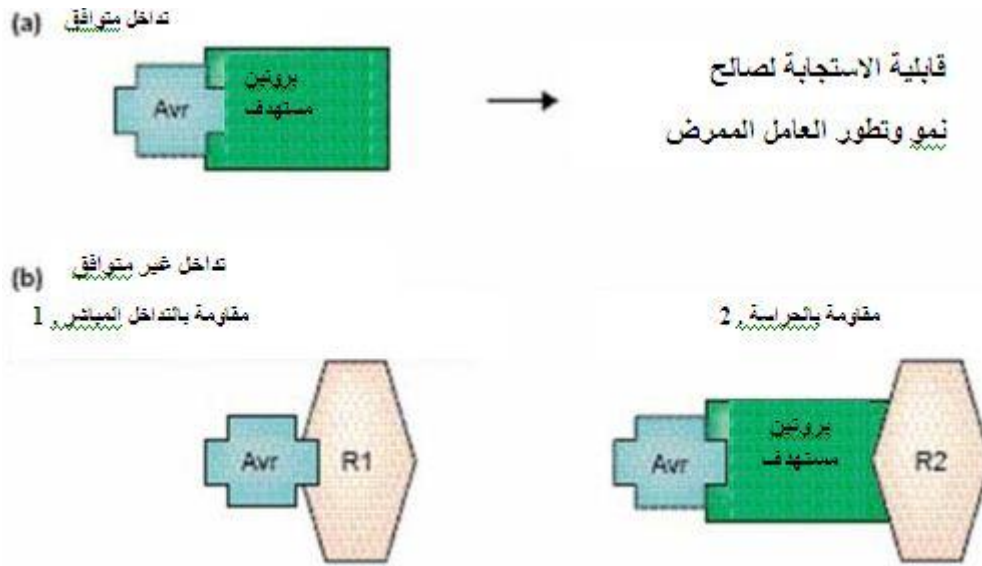 (a) تداخل متوافق
Avr
بروتين
مستهدف
قابلية الاستجابة لصالح
نمو وتطور العامل الممرض
(b) تداخل غير متوافق
1 , مقاومة بالتداخل المباشر
2 , مقاومة بالحراسة
Avr
R1
Avr
بروتين
مستهدف
R2